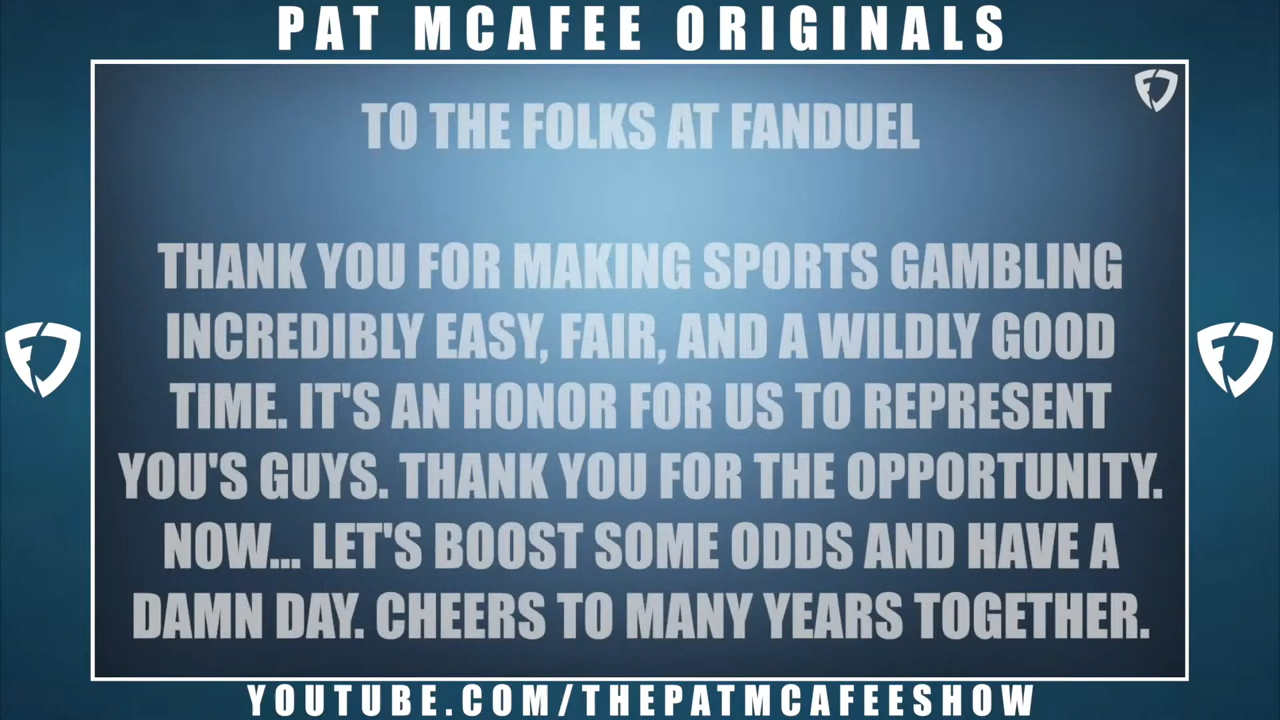 PAT MCAFEE ORIGINALS
TO THE FOLKS AT FANDUEL
THANK YOU FOR MAKING SPORTS GAMBLING
INCREDIBLY EASY, FAIR, AND A WILDLY GOOD
TIME. IT'S AN HONOR FOR US TO REPRESENT
YOU'S GUYS. THANK YOU FOR THE OPPORTUNITY.
NOW... LET'S BOOST SOME ODDS AND HAVE A
DAMN DAY. CHEERS TO MANY YEARS TOGETHER.
YOUTUBE.COM/THEPATMCAFEESHOW